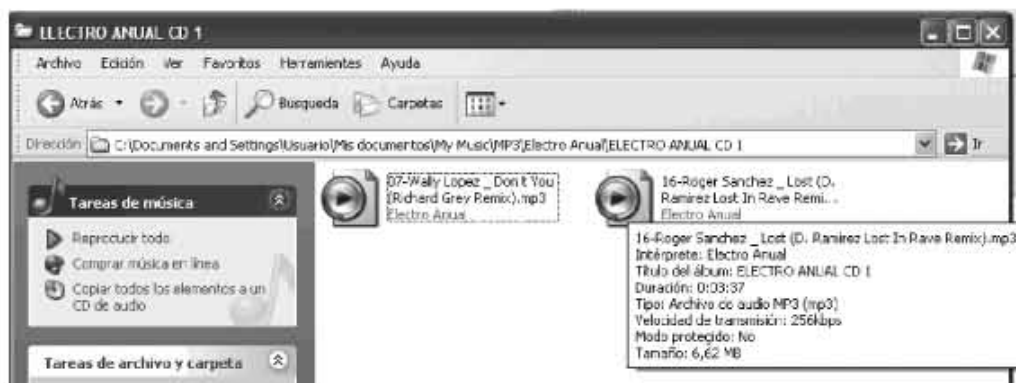 ELECTRO ANUAL CD 1
Archivo Edición Ver Favoritos Herramientas Ayuda
Atrás Busqueda Carpetas
Dirección C:\Documents and Settings\Usuario\Mis documentos\My Music\MP3\Electro Anual\ELECTRO ANUAL CD 1 Ir
Tareas de música
Reproducir todo
Comprar música en línea
Copiar todos los elementos a un
CD de audio
Tareas de archivo y carpeta
07-Wally Lopez _ Don t You
(Richard Grey Remix).mp3
Electro Anual
16-Roger Sanchez _ Lost (D.
Ramirez Lost In Rave Remi...
Electro Anual
16-Roger Sanchez _ Lost (D. Ramirez Lost In Rave Remix).mp3
Intérprete: Electro Anual
Título del álbum: ELECTRO ANUAL CD 1
Duración: 0:03:37
Tipo: Archivo de audio MP3 (mp3)
Velocidad de transmisión: 256kbps
Modo protegido: No
Tamaño: 6,62 MB